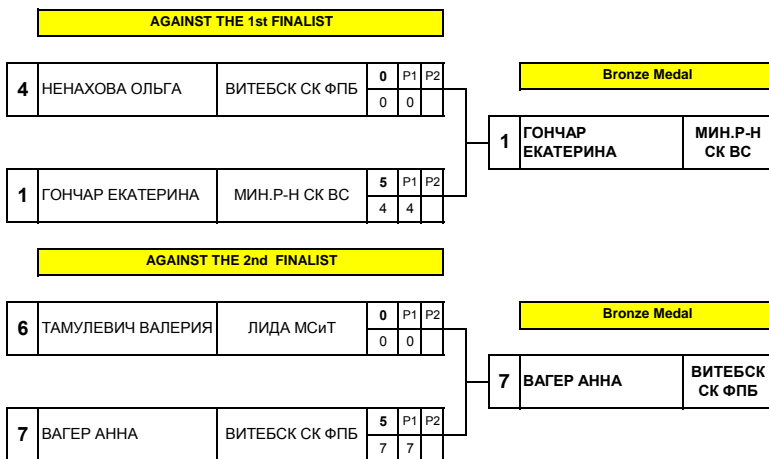 AGAINST THE 1st FINALIST
4 НЕНАХОВА ОЛЬГА ВИТЕБСК СК ФПБ 0 P1 P2
0 0
Bronze Medal
1 ГОНЧАР МИН.Р-Н
ЕКАТЕРИНА СК ВС
1 ГОНЧАР ЕКАТЕРИНА МИН.Р-Н СК ВС 5 P1 P2
4 4
AGAINST THE 2nd FINALIST
6 ТАМУЛЕВИЧ ВАЛЕРИЯ ЛИДА МСиТ 0 P1 P2
0 0
Bronze Medal
7 ВАГЕР АННА ВИТЕБСК
СК ФПБ
7 ВАГЕР АННА ВИТЕБСК СК ФПБ 5 P1 P2
7 7